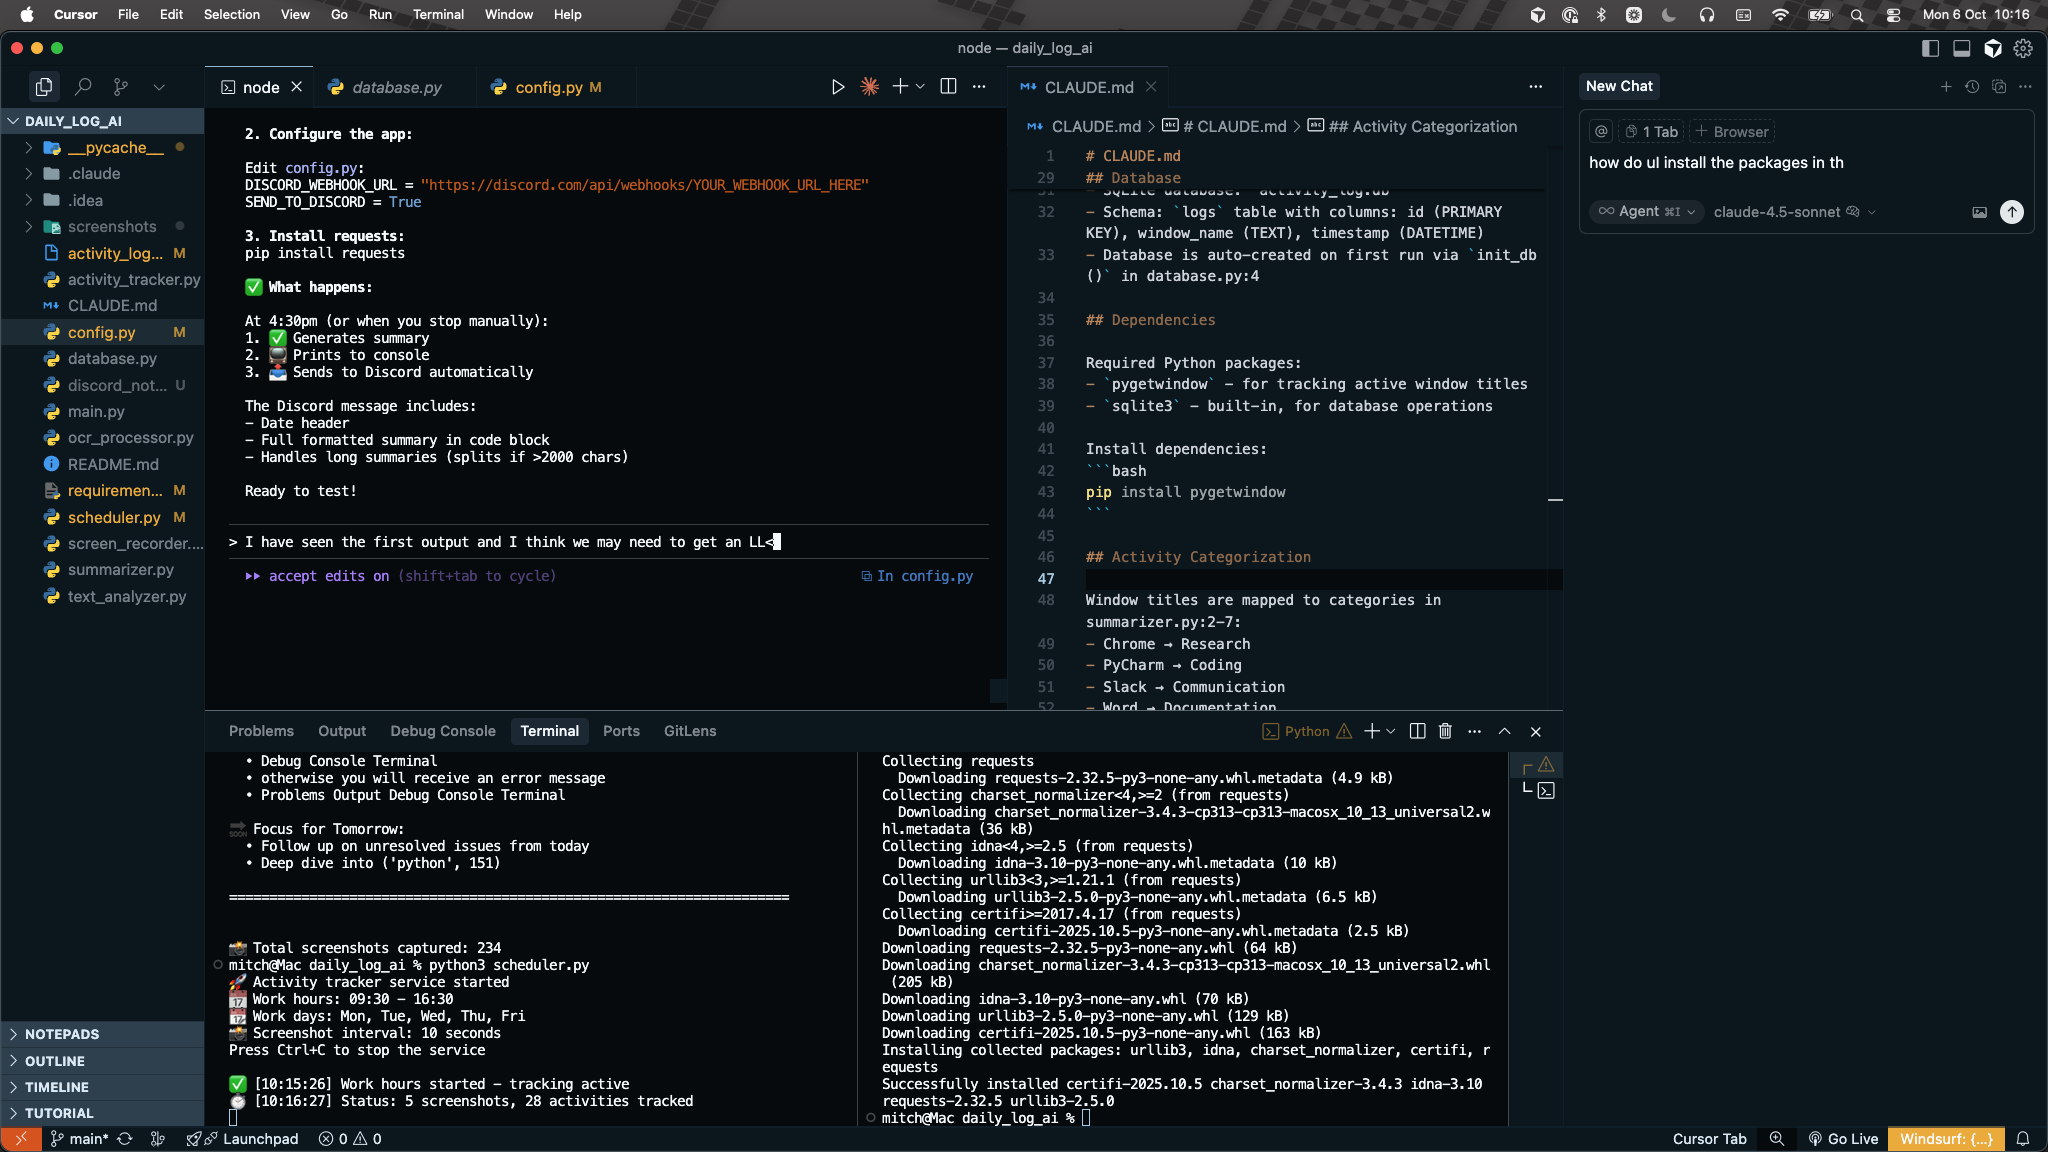 Cursor File Edit Selection View Go Run Terminal Window Help Mon 6 Oct 10:16
node — daily_log_ai
DAILY_LOG_AI
__pycache__
.claude
.idea
screenshots
activity_log... M
activity_tracker.py
CLAUDE.md
config.py M
database.py
discord_not... U
main.py
ocr_processor.py
README.md
requiremen... M
scheduler.py M
screen_recorder....
summarizer.py
text_analyzer.py
NOTEPADS
OUTLINE
TIMELINE
TUTORIAL
node database.py config.py M
2. Configure the app:
Edit config.py:
DISCORD_WEBHOOK_URL = "https://discord.com/api/webhooks/YOUR_WEBHOOK_URL_HERE"
SEND_TO_DISCORD = True
3. Install requests:
pip install requests
✅ What happens:
At 4:30pm (or when you stop manually):
1. ✅ Generates summary
2. Prints to console
3. Sends to Discord automatically
The Discord message includes:
- Date header
- Full formatted summary in code block
- Handles long summaries (splits if >2000 chars)
Ready to test!
> I have seen the first output and I think we may need to get an LL<
accept edits on (shift+tab to cycle) In config.py
CLAUDE.md
CLAUDE.md > # CLAUDE.md > ## Activity Categorization
1 # CLAUDE.md
29 ## Database
31 - SQLite database: `activity_log.db`
32 - Schema: `logs` table with columns: id (PRIMARY
KEY), window_name (TEXT), timestamp (DATETIME)
33 - Database is auto-created on first run via `init_db
()` in database.py:4
34
35 ## Dependencies
36
37 Required Python packages:
38 - `pygetwindow` - for tracking active window titles
39 - `sqlite3` - built-in, for database operations
40
41 Install dependencies:
42 ```bash
43 pip install pygetwindow
44 ```
45
46 ## Activity Categorization
47
48 Window titles are mapped to categories in
summarizer.py:2-7:
49 - Chrome → Research
50 - PyCharm → Coding
51 - Slack → Communication
52 - Word → Documentation
New Chat
@ 1 Tab + Browser
how do uI install the packages in th
Agent ⌘I claude-4.5-sonnet
Problems Output Debug Console Terminal Ports GitLens Python
• Debug Console Terminal
• otherwise you will receive an error message
• Problems Output Debug Console Terminal
Focus for Tomorrow:
• Follow up on unresolved issues from today
• Deep dive into ('python', 151)
======================================================================
Total screenshots captured: 234
mitch@Mac daily_log_ai % python3 scheduler.py
Activity tracker service started
Work hours: 09:30 - 16:30
Work days: Mon, Tue, Wed, Thu, Fri
Screenshot interval: 10 seconds
Press Ctrl+C to stop the service
✅ [10:15:26] Work hours started - tracking active
[10:16:27] Status: 5 screenshots, 28 activities tracked
Collecting requests
Downloading requests-2.32.5-py3-none-any.whl.metadata (4.9 kB)
Collecting charset_normalizer<4,>=2 (from requests)
Downloading charset_normalizer-3.4.3-cp313-cp313-macosx_10_13_universal2.w
hl.metadata (36 kB)
Collecting idna<4,>=2.5 (from requests)
Downloading idna-3.10-py3-none-any.whl.metadata (10 kB)
Collecting urllib3<3,>=1.21.1 (from requests)
Downloading urllib3-2.5.0-py3-none-any.whl.metadata (6.5 kB)
Collecting certifi>=2017.4.17 (from requests)
Downloading certifi-2025.10.5-py3-none-any.whl.metadata (2.5 kB)
Downloading requests-2.32.5-py3-none-any.whl (64 kB)
Downloading charset_normalizer-3.4.3-cp313-cp313-macosx_10_13_universal2.whl
(205 kB)
Downloading idna-3.10-py3-none-any.whl (70 kB)
Downloading urllib3-2.5.0-py3-none-any.whl (129 kB)
Downloading certifi-2025.10.5-py3-none-any.whl (163 kB)
Installing collected packages: urllib3, idna, charset_normalizer, certifi, r
equests
Successfully installed certifi-2025.10.5 charset_normalizer-3.4.3 idna-3.10
requests-2.32.5 urllib3-2.5.0
mitch@Mac daily_log_ai %
main* Launchpad 0 0 Cursor Tab Go Live Windsurf: {...}